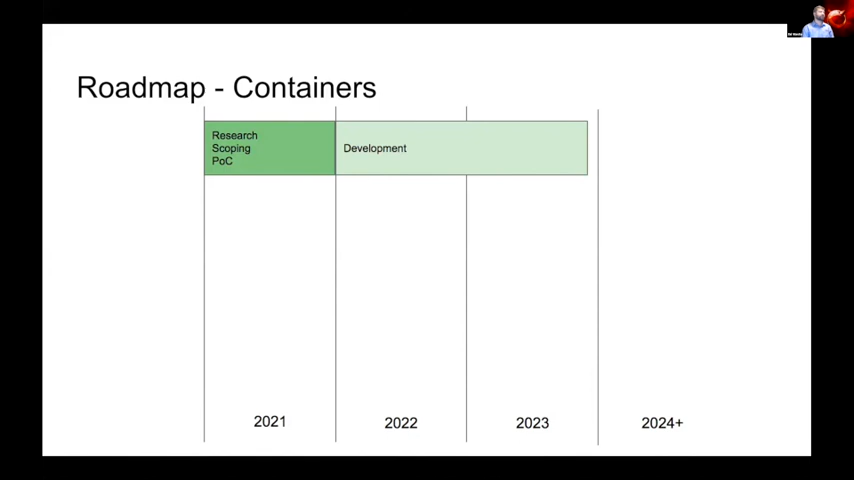 Roadmap - Containers
Research
Scoping
PoC
Development
2021
2022
2023
2024+